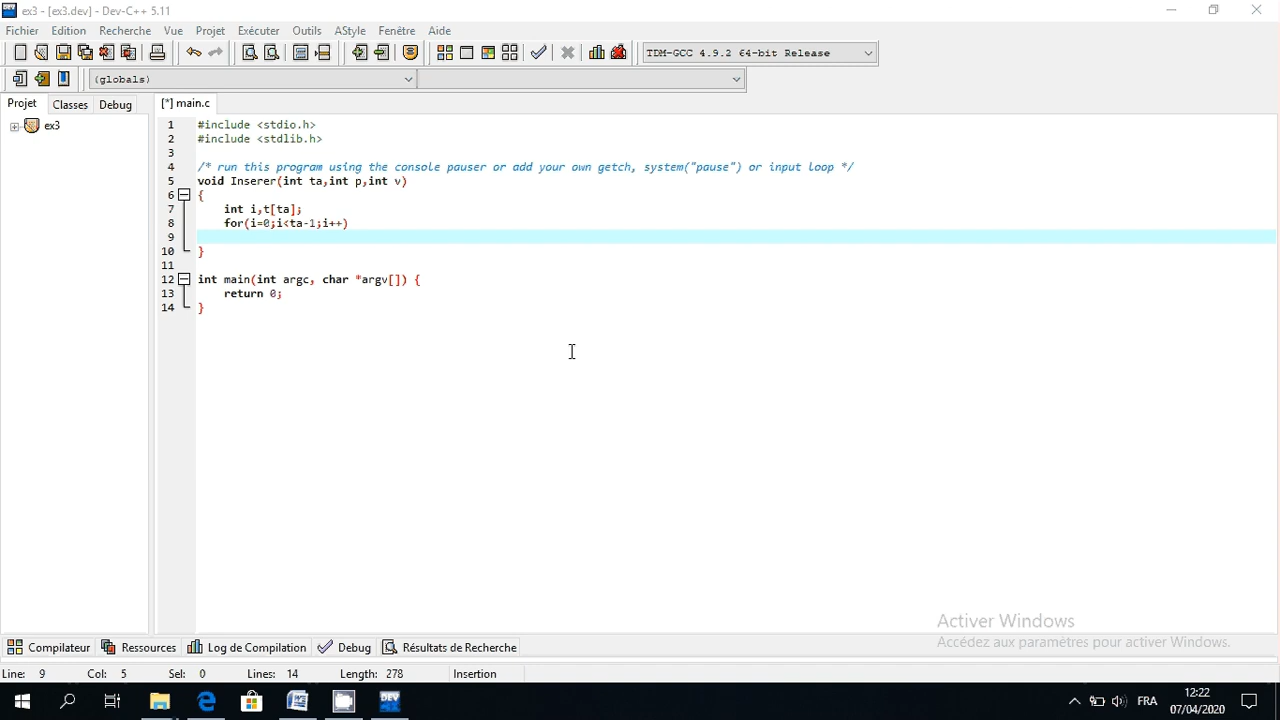 ex3 - [ex3.dev] - Dev-C++ 5.11
Fichier Edition Recherche Vue Projet Exécuter Outils AStyle Fenêtre Aide
TDM-GCC 4.9.2 64-bit Release
(globals)
Projet Classes Debug [*] main.c
ex3
1 #include <stdio.h>
2 #include <stdlib.h>
3
4 /* run this program using the console pauser or add your own getch, system("pause") or input loop */
5 void Inserer(int ta,int p,int v)
6 {
7 int i,t[ta];
8 for(i=0;i<ta-1;i++)
9
10 }
11
12 int main(int argc, char *argv[]) {
13 return 0;
14 }
Activer Windows
Accédez aux paramètres pour activer Windows.
Compilateur Ressources Log de Compilation Debug Résultats de Recherche
Line: 9 Col: 5 Sel: 0 Lines: 14 Length: 278 Insertion
DEV
FRA
12:22
07/04/2020